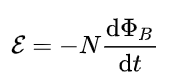 ℰ = −N dΦ_B/dt